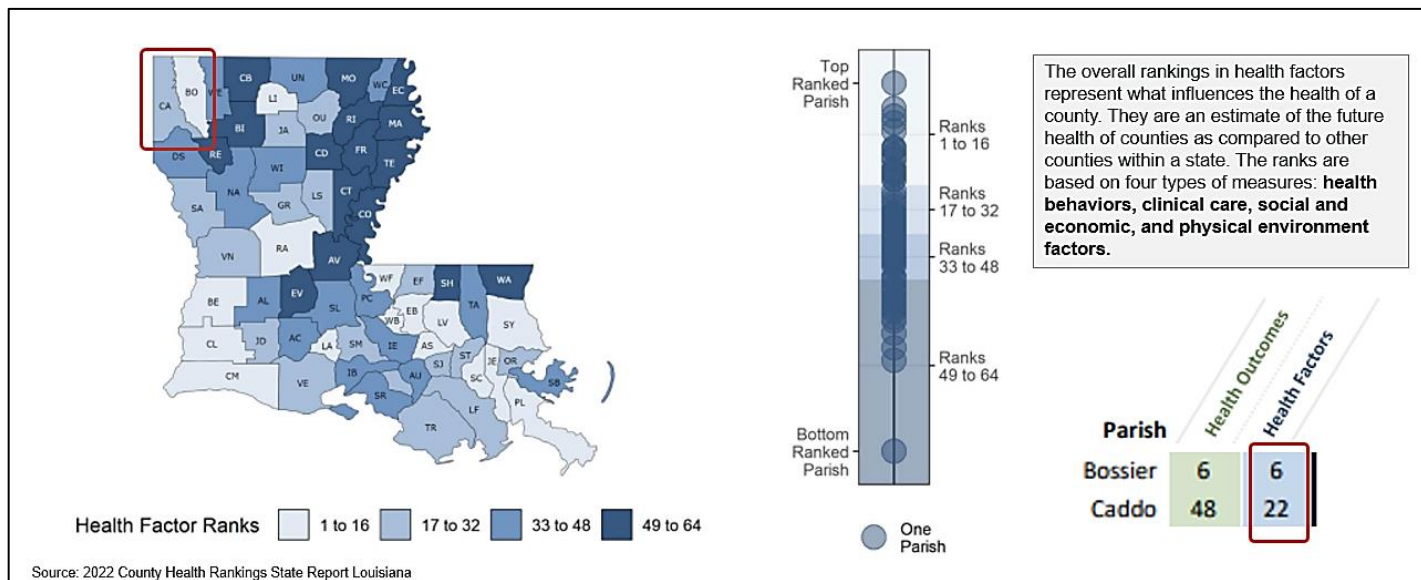 CA
BO
WE
CB
UN
MO
WC
EC
LI
OU
RI
MA
BI
JA
DS
RE
CD
FR
TE
WI
NA
CT
SA
GR
LS
CO
VN
RA
AV
BE
AL
EV
SL
PC
WF
EF
SH
TA
WA
WB
EB
LV
SY
CL
JD
AC
LA
SM
IE
AS
ST
JE
OR
CM
VE
IB
AU
SJ
SC
SB
SR
LF
PL
TR
Health Factor Ranks
1 to 16
17 to 32
33 to 48
49 to 64
Source: 2022 County Health Rankings State Report Louisiana
Top
Ranked
Parish
Ranks
1 to 16
Ranks
17 to 32
Ranks
33 to 48
Ranks
49 to 64
Bottom
Ranked
Parish
One
Parish
The overall rankings in health factors
represent what influences the health of a
county. They are an estimate of the future
health of counties as compared to other
counties within a state. The ranks are
based on four types of measures: health
behaviors, clinical care, social and
economic, and physical environment
factors.
Parish Health Outcomes Health Factors
Bossier 6 6
Caddo 48 22